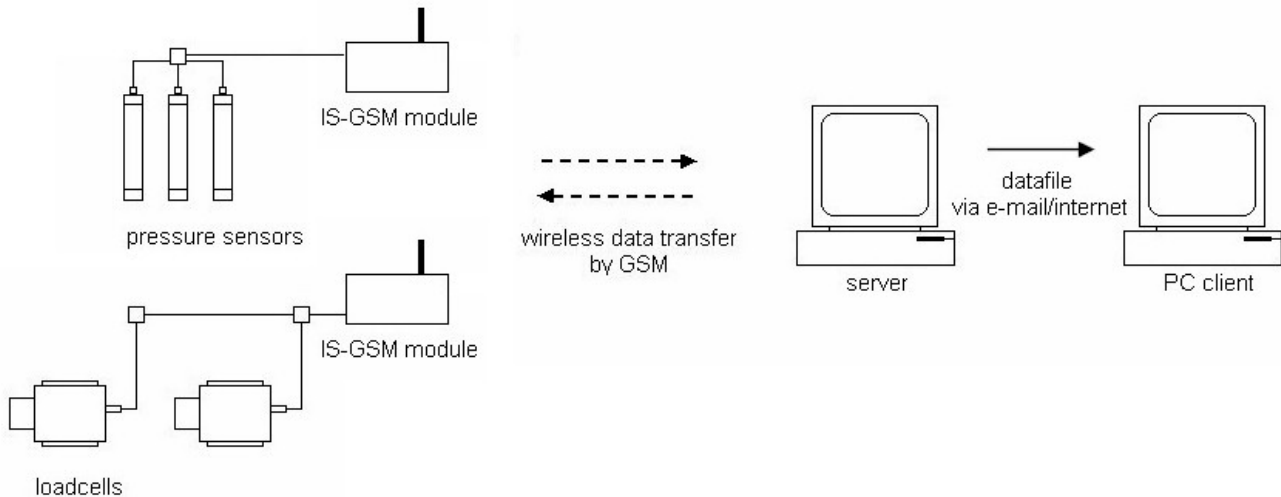 IS-GSM module
pressure sensors
wireless data transfer
by GSM
datafile
via e-mail/internet
server
PC client
IS-GSM module
loadcells